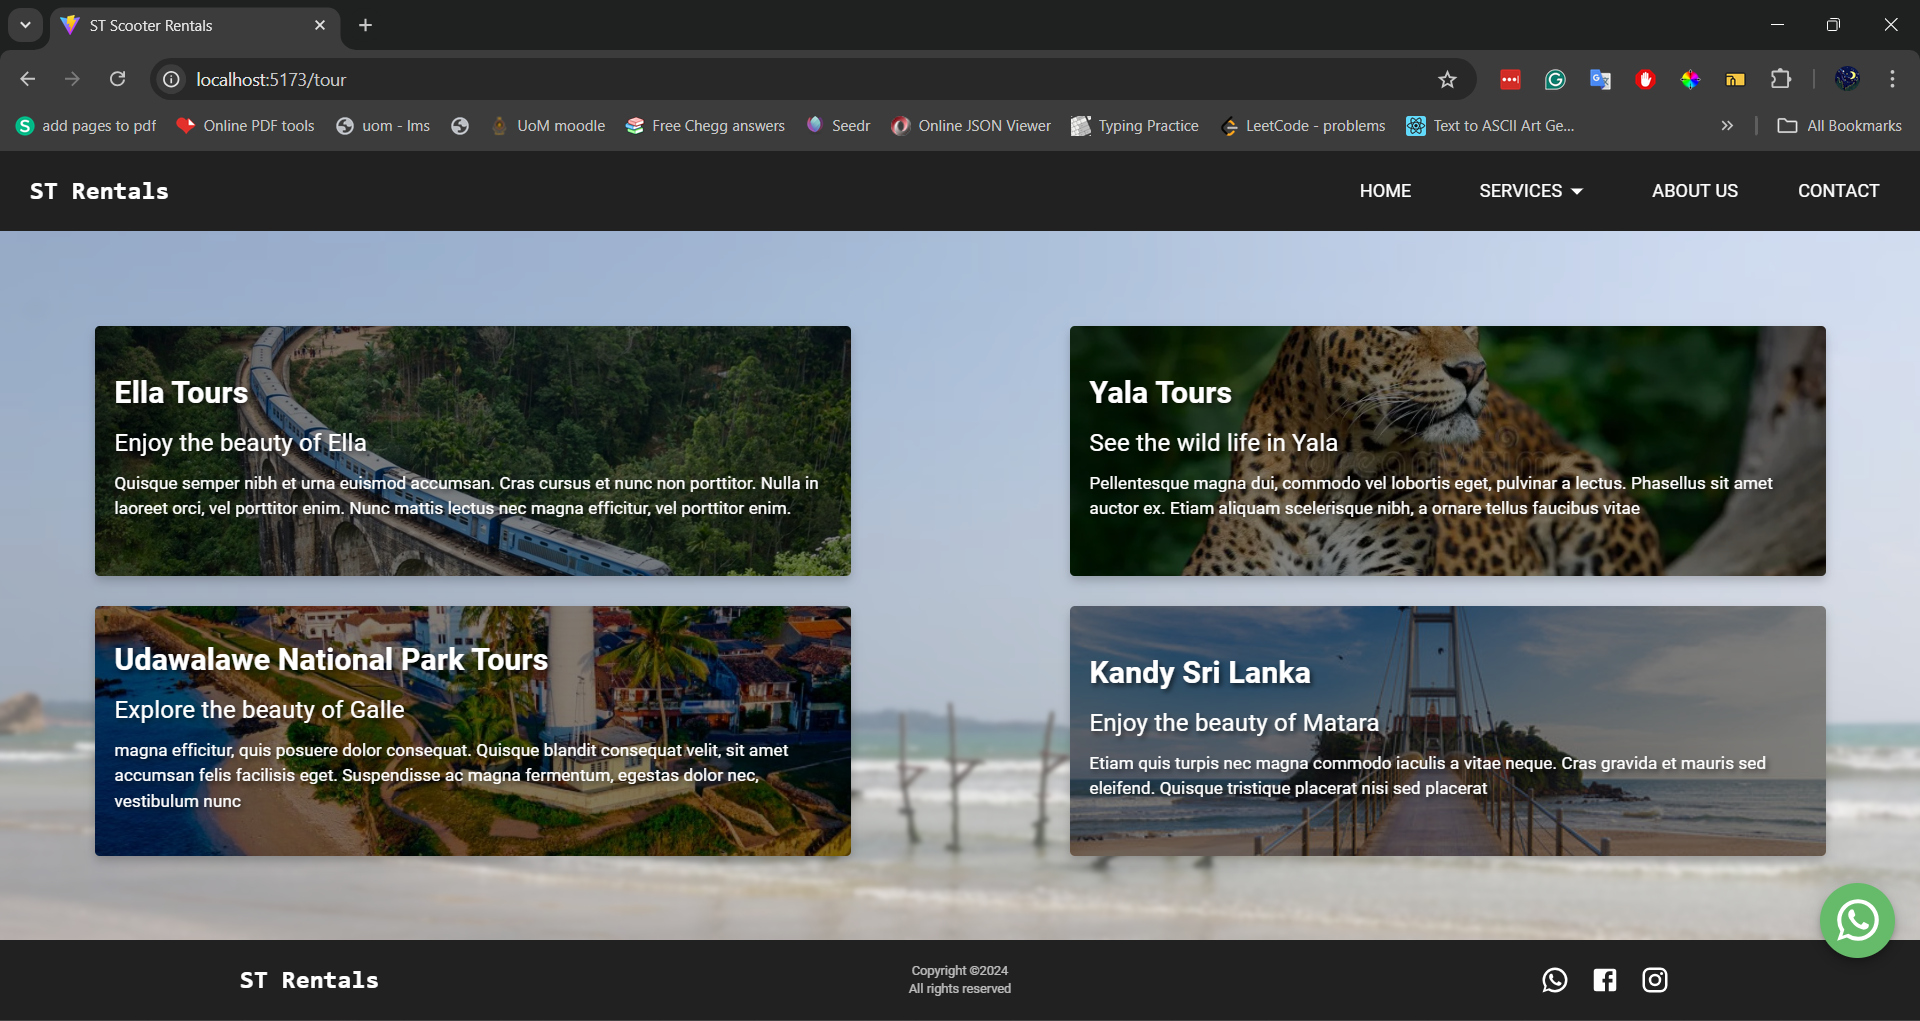 ST Scooter Rentals
localhost:5173/tour
add pages to pdf
Online PDF tools
uom - lms
UoM moodle
Free Chegg answers
Seedr
Online JSON Viewer
Typing Practice
LeetCode - problems
Text to ASCII Art Ge...
All Bookmarks
ST Rentals
HOME
SERVICES
ABOUT US
CONTACT
Ella Tours
Enjoy the beauty of Ella
Quisque semper nibh et urna euismod accumsan. Cras cursus et nunc non porttitor. Nulla in
laoreet orci, vel porttitor enim. Nunc mattis lectus nec magna efficitur, vel porttitor enim.
Yala Tours
See the wild life in Yala
Pellentesque magna dui, commodo vel lobortis eget, pulvinar a lectus. Phasellus sit amet
auctor ex. Etiam aliquam scelerisque nibh, a ornare tellus faucibus vitae
Udawalawe National Park Tours
Explore the beauty of Galle
magna efficitur, quis posuere dolor consequat. Quisque blandit consequat velit, sit amet
accumsan felis facilisis eget. Suspendisse ac magna fermentum, egestas dolor nec,
vestibulum nunc
Kandy Sri Lanka
Enjoy the beauty of Matara
Etiam quis turpis nec magna commodo iaculis a vitae neque. Cras gravida et mauris sed
eleifend. Quisque tristique placerat nisi sed placerat
ST Rentals
Copyright ©2024
All rights reserved